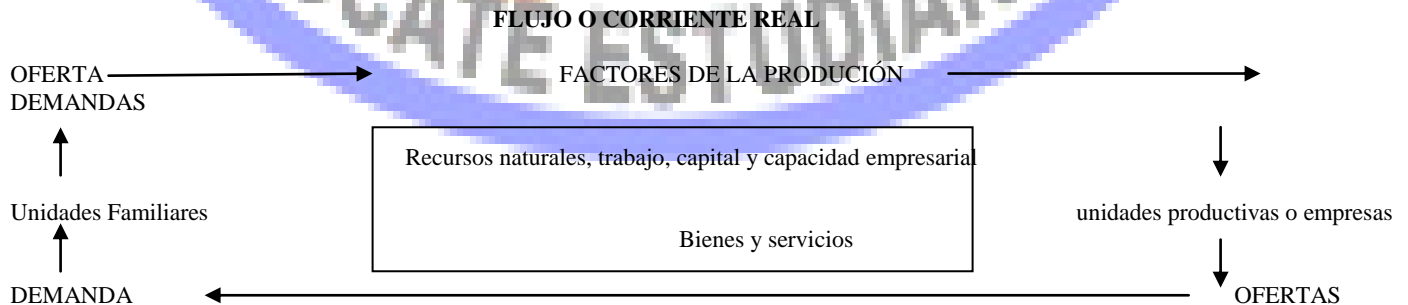 FLUJO O CORRIENTE REAL
OFERTA FACTORES DE LA PRODUCIÓN
DEMANDAS
Recursos naturales, trabajo, capital y capacidad empresarial
Unidades Familiares unidades productivas o empresas
Bienes y servicios
DEMANDA OFERTAS